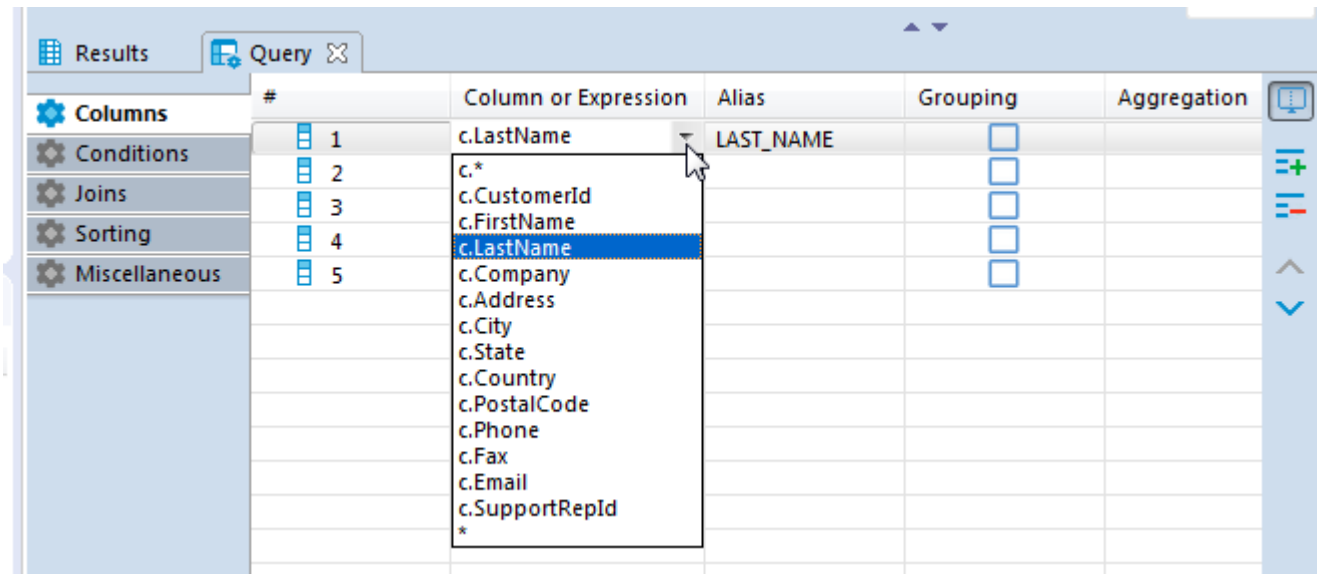 Results Query
# Column or Expression Alias Grouping Aggregation
Columns
Conditions
Joins
Sorting
Miscellaneous
1 c.LastName LAST_NAME
2
3
4
5
c.*
c.CustomerId
c.FirstName
c.LastName
c.Company
c.Address
c.City
c.State
c.Country
c.PostalCode
c.Phone
c.Fax
c.Email
c.SupportRepId
*